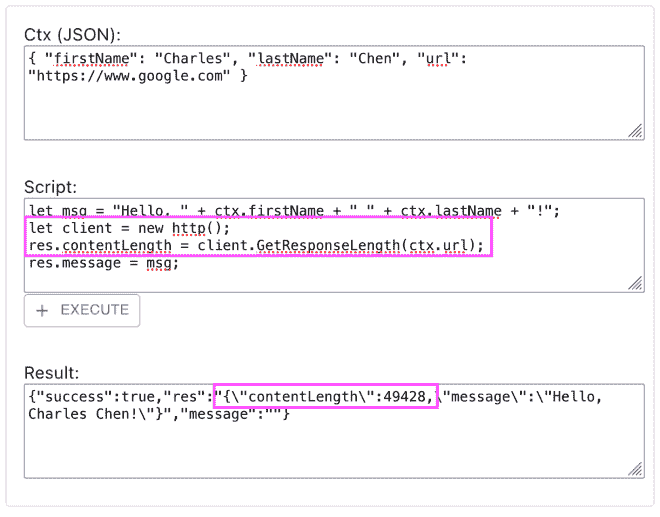 Ctx (JSON):
{ "firstName": "Charles", "lastName": "Chen", "url":
"https://www.google.com" }
Script:
let msg = "Hello, " + ctx.firstName + " " + ctx.lastName + "!";
let client = new http();
res.contentLength = client.GetResponseLength(ctx.url);
res.message = msg;
+ EXECUTE
Result:
{"success":true,"res":"{\"contentLength\":49428,\"message\":\"Hello,
Charles Chen!\"}","message":""}